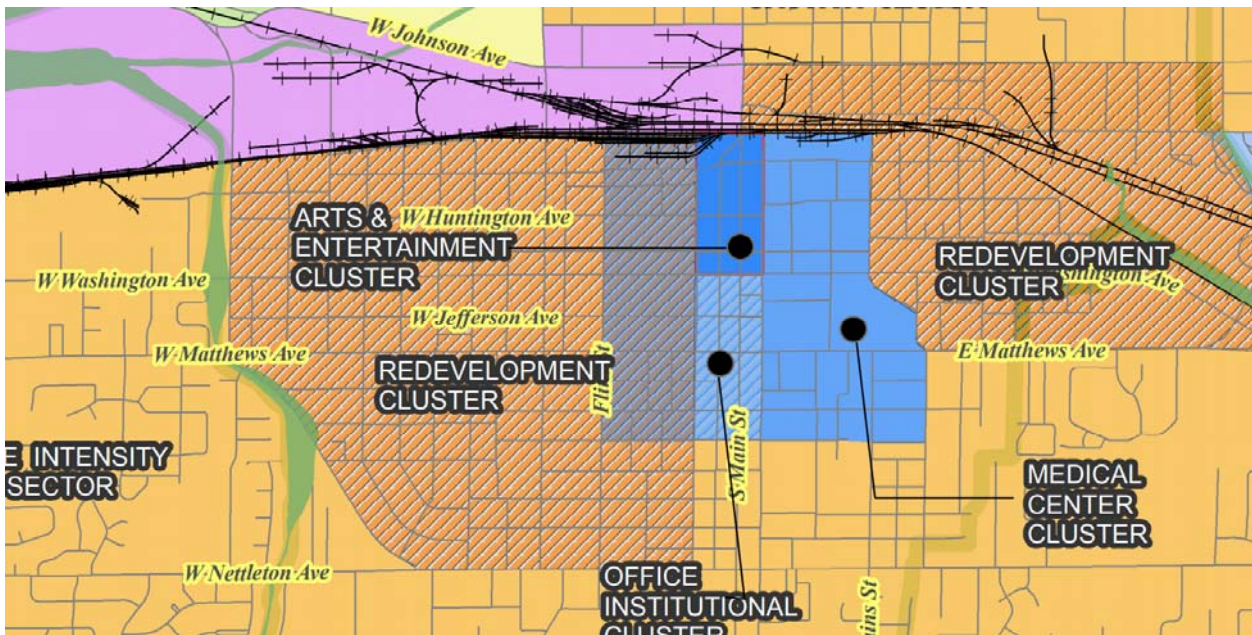 W Johnson Ave
ARTS &
ENTERTAINMENT
CLUSTER
W Huntington Ave
W Washington Ave
REDEVELOPMENT
CLUSTER
W Jefferson Ave
W Matthews Ave
E Matthews Ave
REDEVELOPMENT
CLUSTER
S Main St
INTENSITY
SECTOR
MEDICAL
CENTER
CLUSTER
W Nettleton Ave
OFFICE
INSTITUTIONAL
CLUSTER